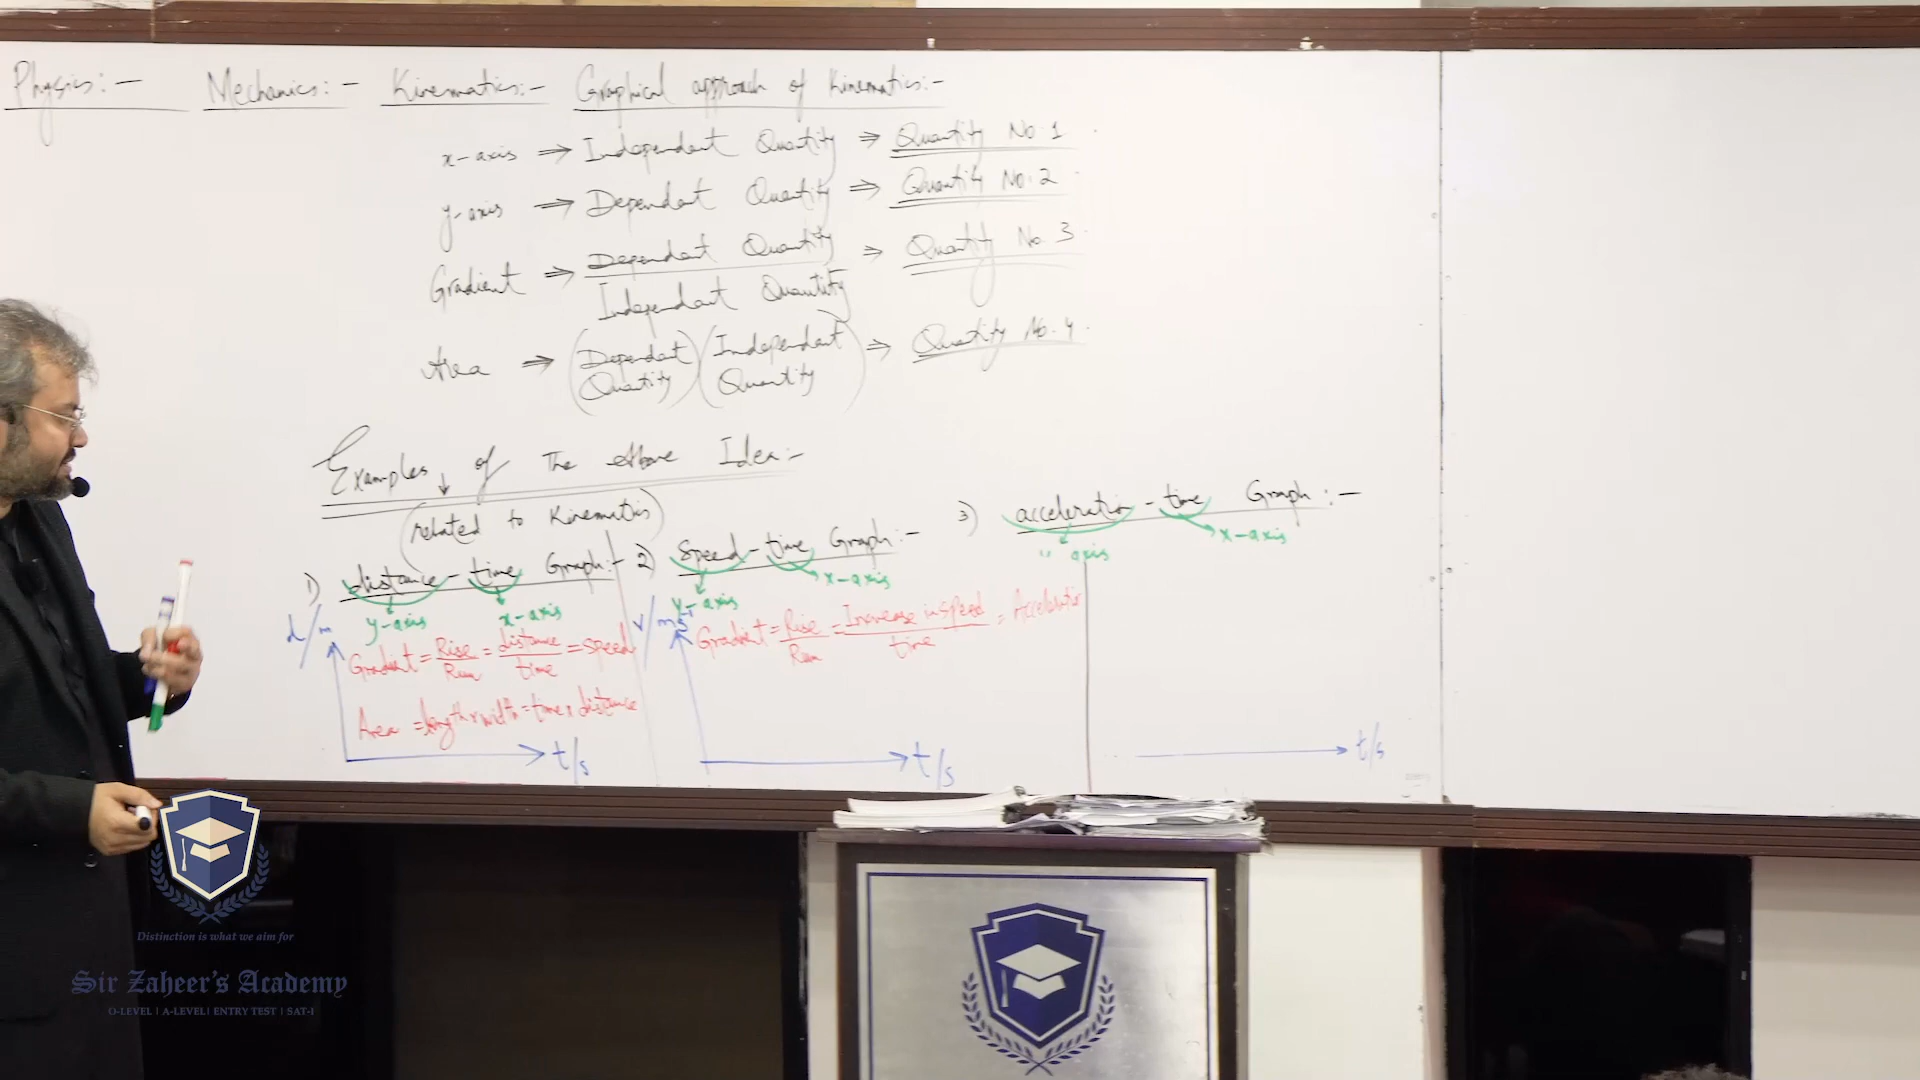 Physics:- Mechanics:- Kinematics:- Graphical approach of Kinematics:-
x-axis ⇒ Independent Quantity ⇒ Quantity No. 1
y-axis ⇒ Dependent Quantity ⇒ Quantity No. 2
Gradient ⇒ Dependent Quantity / Independent Quantity ⇒ Quantity No. 3
Area ⇒ (Dependent Quantity) (Independent Quantity) ⇒ Quantity No. 4
Examples of The above Idea:-
(related to Kinematics)
1) distance - time Graph:-
y-axis x-axis
d/m
Gradient = Rise/Run = distance/time = speed
Area = length x width = time x distance
t/s
2) Speed - time Graph:-
y-axis x-axis
v/ms⁻¹
Gradient = Rise/Run = Increase in speed/time = Acceleration
t/s
3) acceleration - time Graph:-
axis x-axis
t/s
Distinction is what we aim for
Sir Zaheer's Academy
O-LEVEL | A-LEVEL | ENTRY TEST | SAT-I